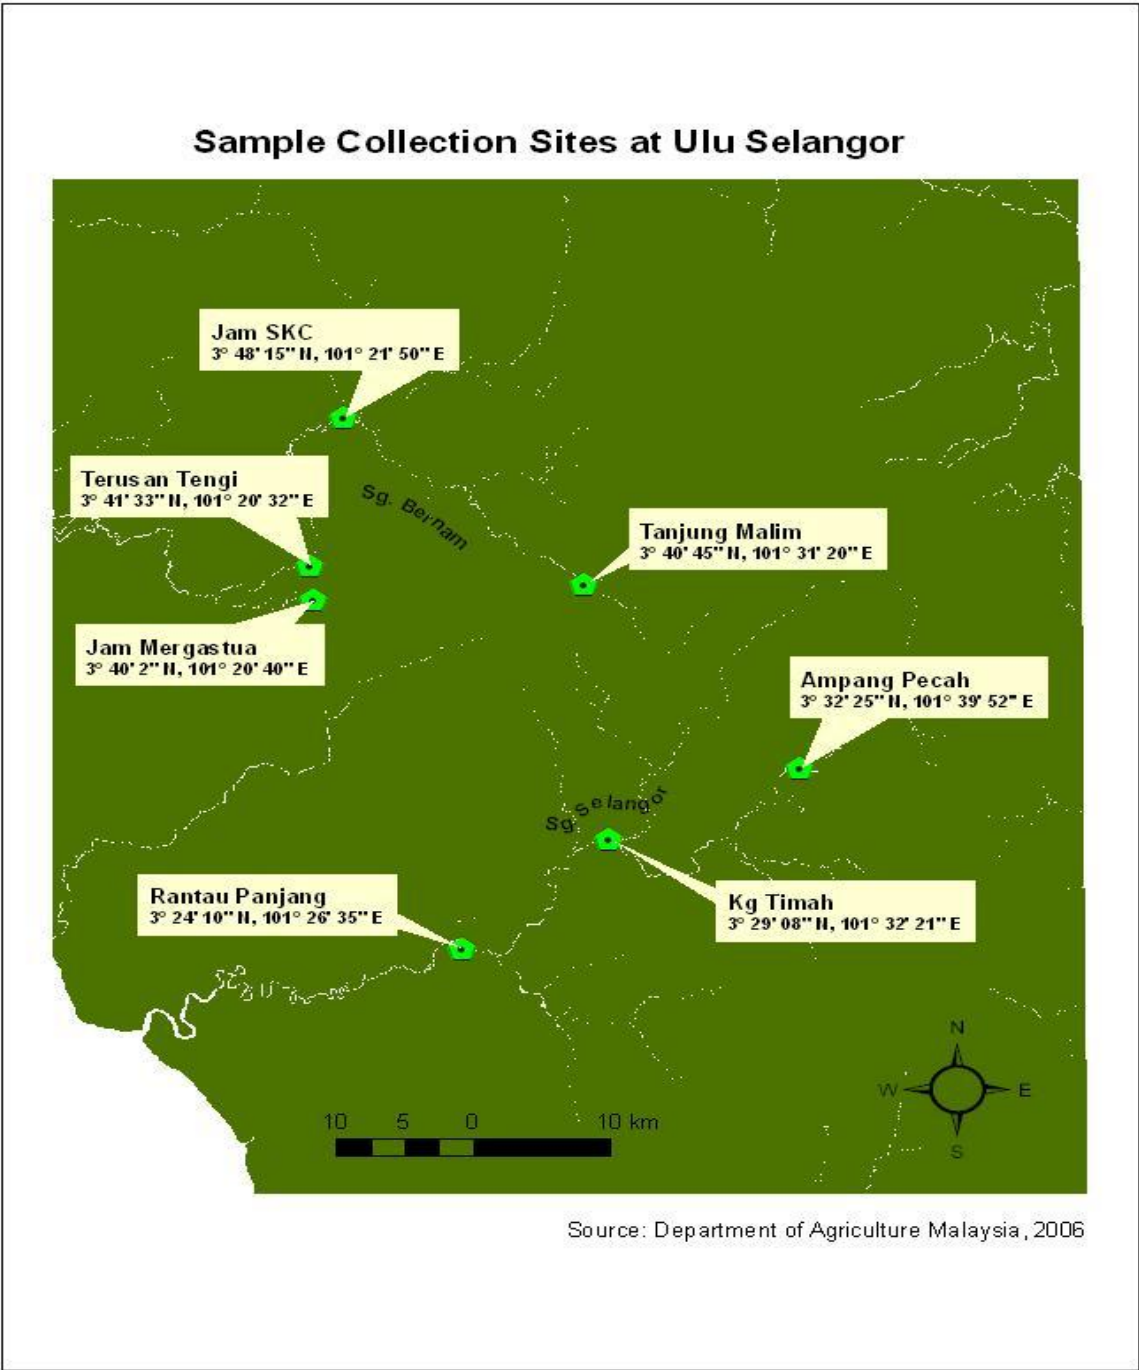 Sample Collection Sites at Ulu Selangor
Jam SKC
3° 48' 15" N, 101° 21' 50" E
Terusan Tengi
3° 41' 33" N, 101° 20' 32" E
Sg. Bernam
Tanjung Malim
3° 40' 45" N, 101° 31' 20" E
Jam Mergastua
3° 40' 2" N, 101° 20' 40" E
Ampang Pecah
3° 32' 25" N, 101° 39' 52" E
Sg.Selangor
Rantau Panjang
3° 24' 10" N, 101° 26' 35" E
Kg Timah
3° 29' 08" N, 101° 32' 21" E
N
W E
S
10 5 0 10 km
Source: Department of Agriculture Malaysia, 2006